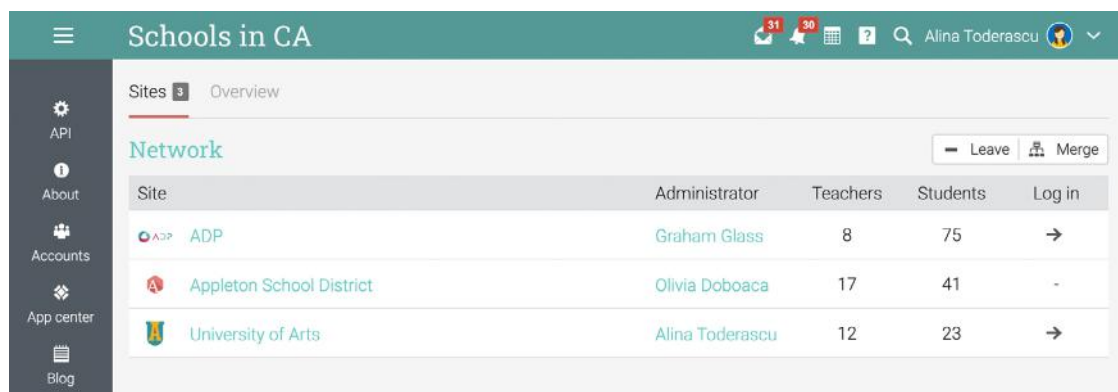 Schools in CA 31 30 ? Alina Toderascu
Sites 3 Overview
API
Network - Leave Merge
About
Site Administrator Teachers Students Log in
Accounts
ADP ADP Graham Glass 8 75 →
App center
Appleton School District Olivia Doboaca 17 41 -
Blog
University of Arts Alina Toderascu 12 23 →